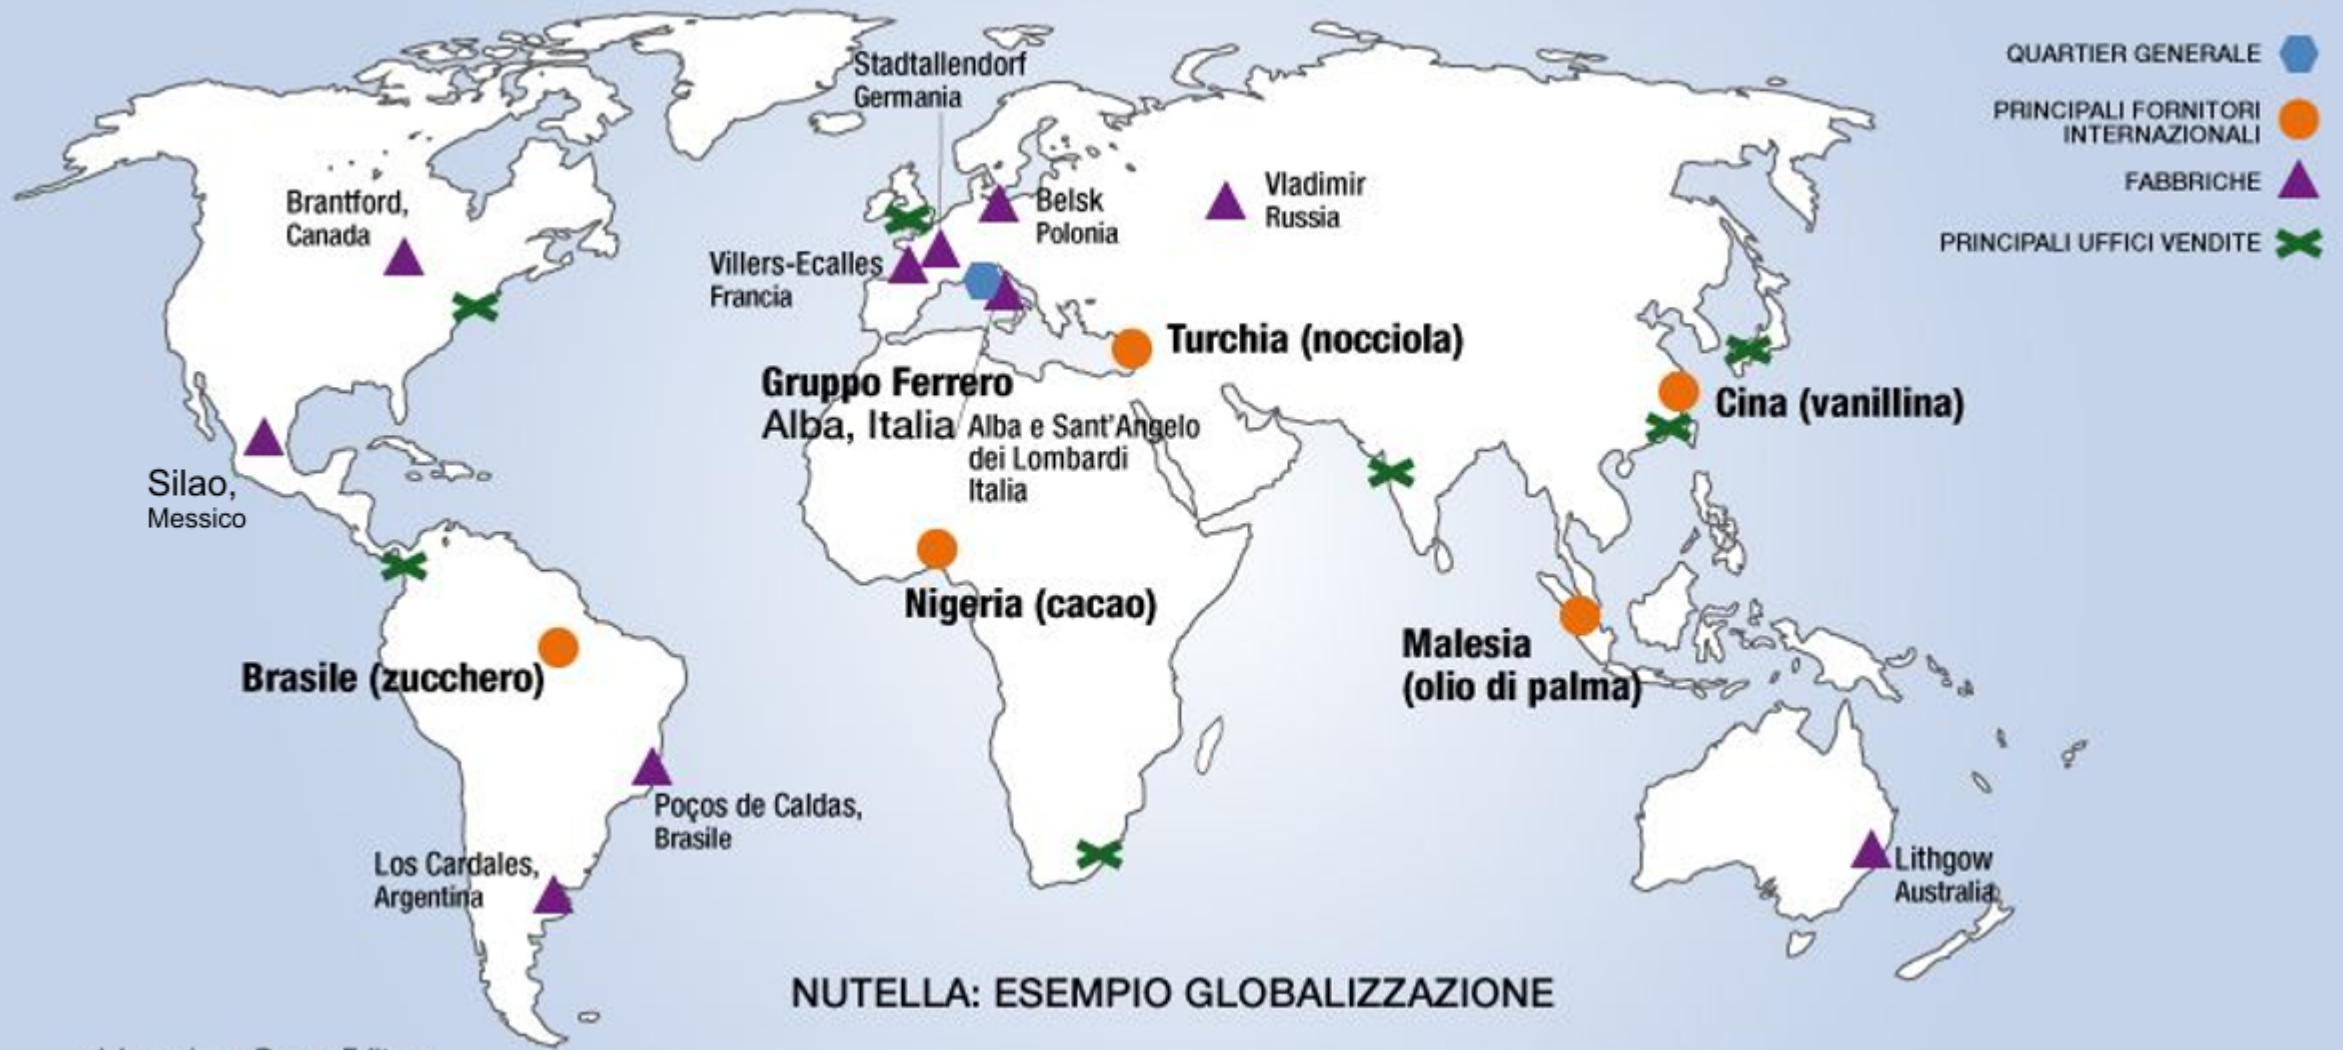 Stadtallendorf
Germania
QUARTIER GENERALE
PRINCIPALI FORNITORI
INTERNAZIONALI
FABBRICHE
PRINCIPALI UFFICI VENDITE
Brantford,
Canada
Belsk
Polonia
Vladimir
Russia
Villers-Ecalles
Francia
Turchia (nocciola)
Gruppo Ferrero
Alba, Italia
Alba e Sant'Angelo
dei Lombardi
Italia
Cina (vanillina)
Silao,
Messico
Nigeria (cacao)
Malesia
(olio di palma)
Brasile (zucchero)
Poços de Caldas,
Brasile
Los Cardales,
Argentina
Lithgow
Australia
NUTELLA: ESEMPIO GLOBALIZZAZIONE